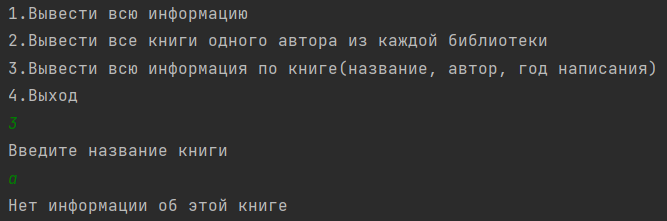 1.Вывести всю информацию
2.Вывести все книги одного автора из каждой библиотеки
3.Вывести всю информация по книге(название, автор, год написания)
4.Выход
3
Введите название книги
а
Нет информации об этой книге